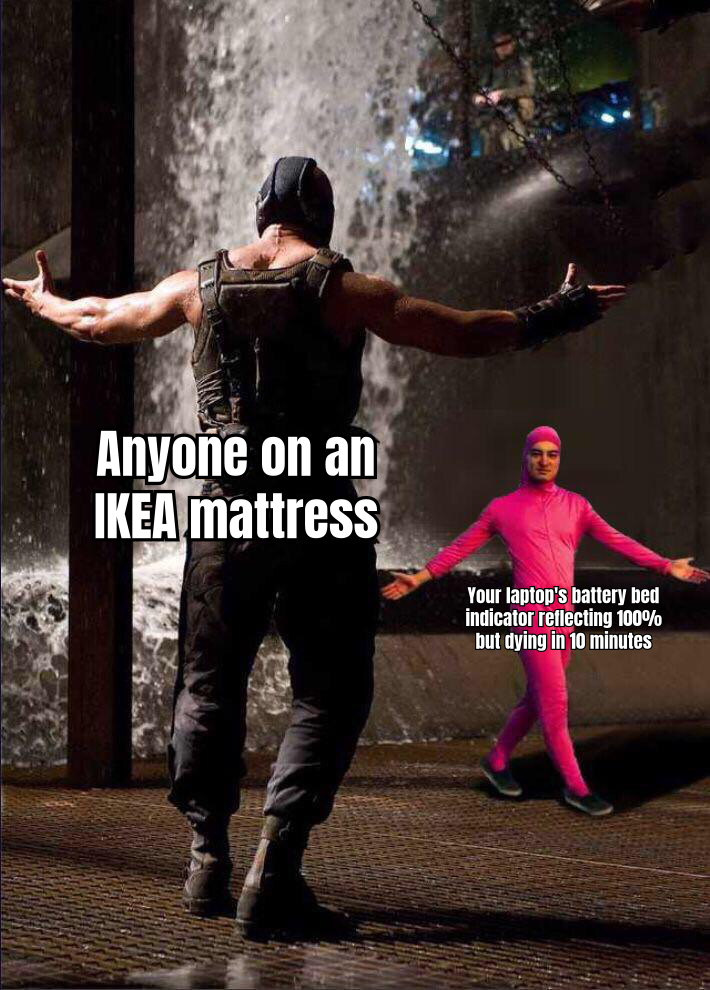 Anyone on an
IKEA mattress
Your laptop's battery bed
indicator reflecting 100%
but dying in 10 minutes